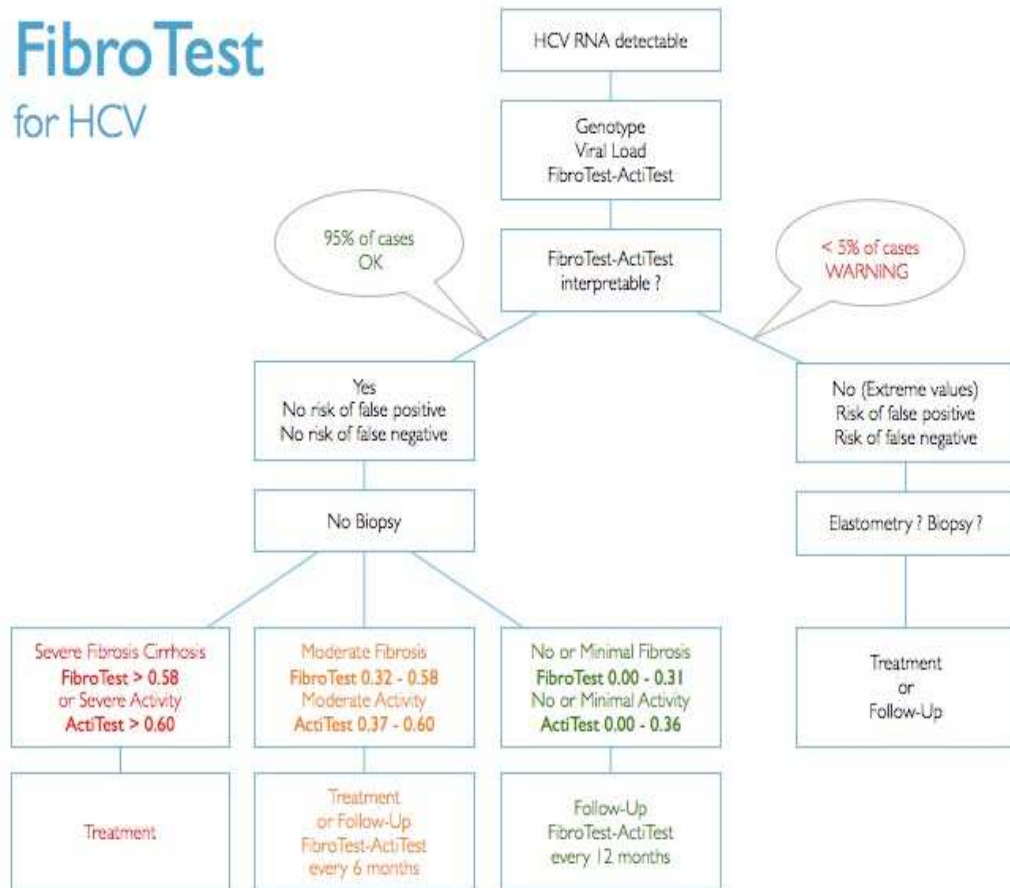 FibroTest
for HCV
HCV RNA detectable
Genotype
Viral Load
FibroTest-ActiTest
95% of cases
OK
FibroTest-ActiTest
interpretable ?
< 5% of cases
WARNING
Yes
No risk of false positive
No risk of false negative
No (Extreme values)
Risk of false positive
Risk of false negative
No Biopsy
Elastometry ? Biopsy ?
Severe Fibrosis Cirrhosis
FibroTest > 0.58
or Severe Activity
ActiTest > 0.60
Moderate Fibrosis
FibroTest 0.32 - 0.58
Moderate Activity
ActiTest 0.37 - 0.60
No or Minimal Fibrosis
FibroTest 0.00 - 0.31
No or Minimal Activity
ActiTest 0.00 - 0.36
Treatment
or
Follow-Up
Treatment
Treatment
or Follow-Up
FibroTest-ActiTest
every 6 months
Follow-Up
FibroTest-ActiTest
every 12 months